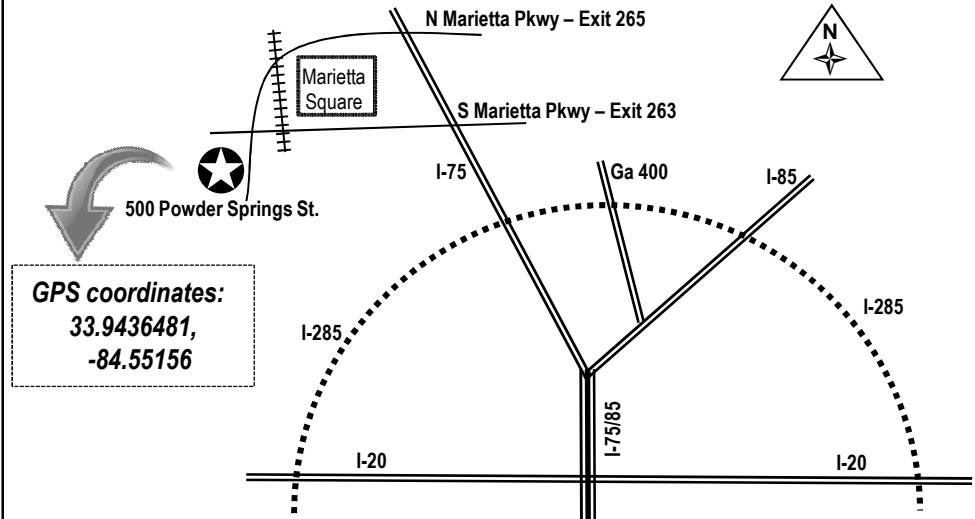 N Marietta Pkwy – Exit 265
N
Marietta
Square
S Marietta Pkwy – Exit 263
I-75
Ga 400
I-85
500 Powder Springs St.
GPS coordinates:
33.9436481,
-84.55156
I-285
I-285
I-75/85
I-20
I-20